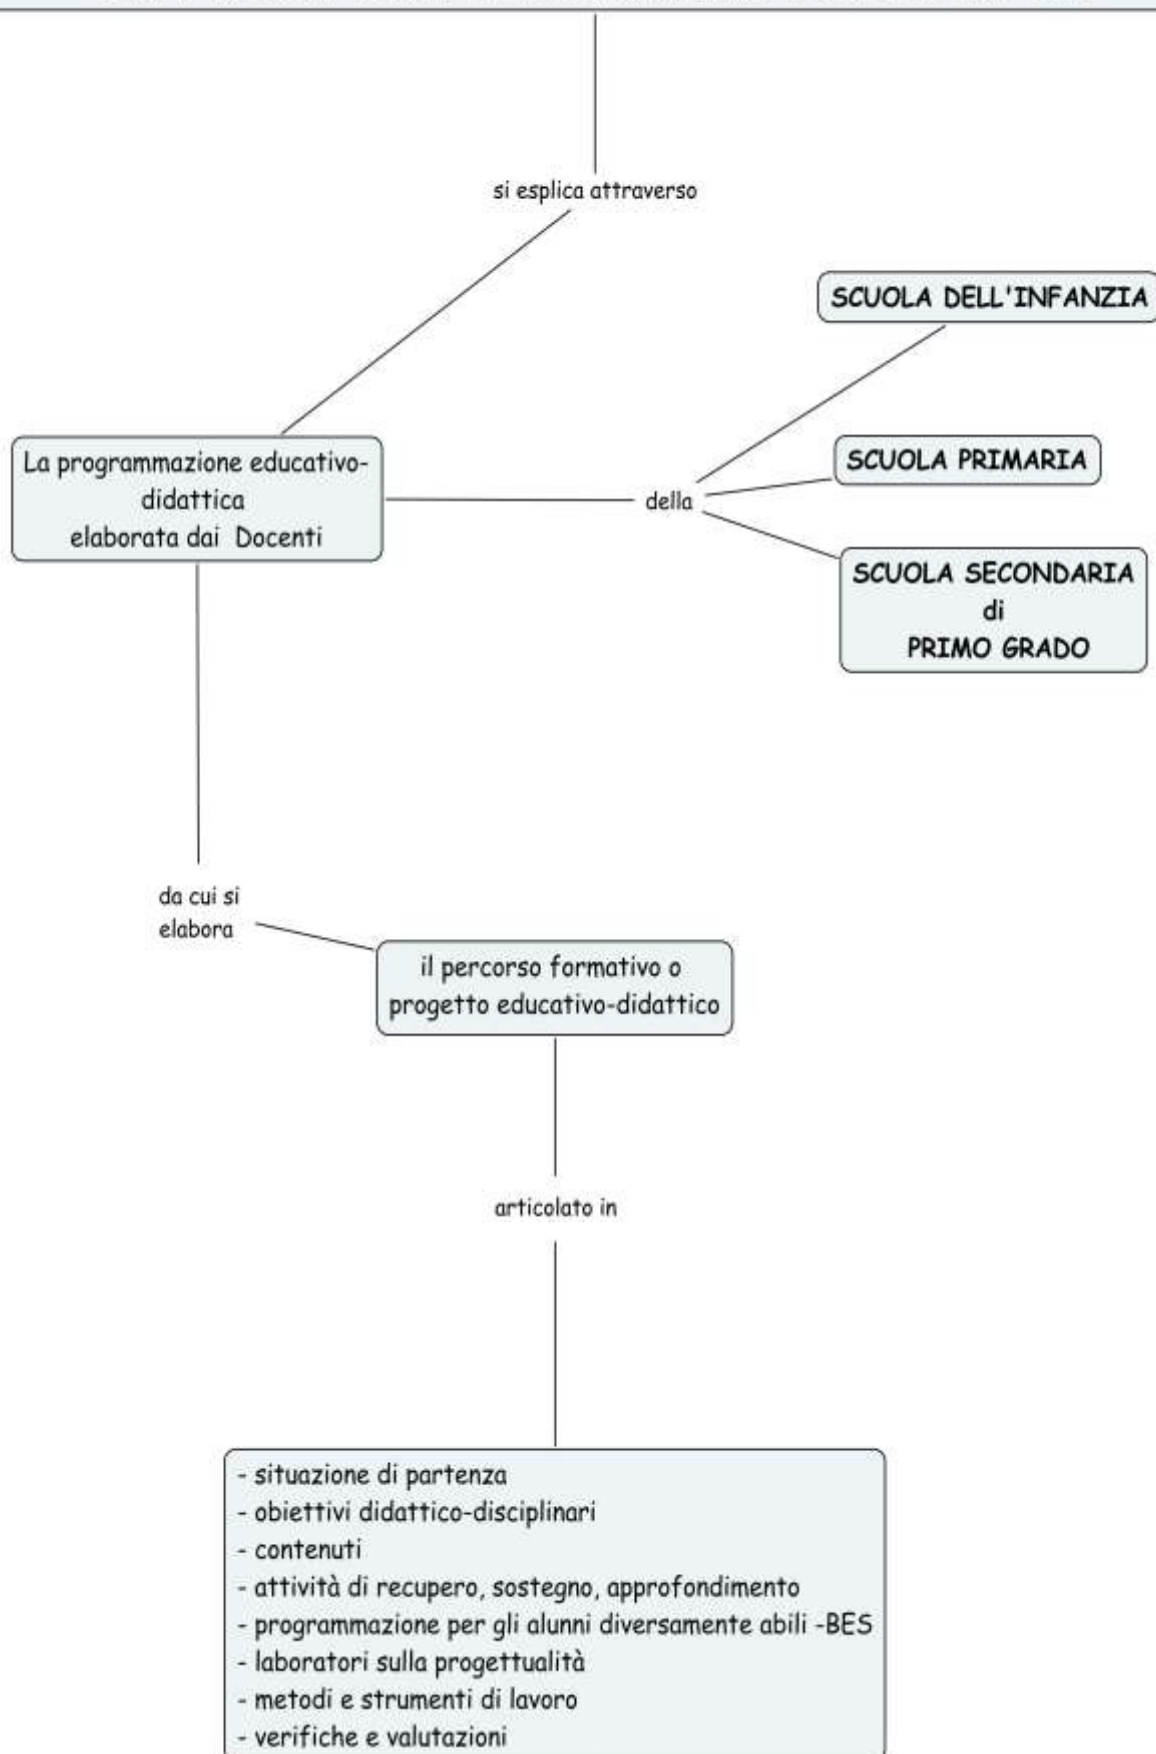 si esplica attraverso
SCUOLA DELL'INFANZIA
La programmazione educativo-
didattica
elaborata dai Docenti
della
SCUOLA PRIMARIA
SCUOLA SECONDARIA
di
PRIMO GRADO
da cui si
elabora
il percorso formativo o
progetto educativo-didattico
articolato in
- situazione di partenza
- obiettivi didattico-disciplinari
- contenuti
- attività di recupero, sostegno, approfondimento
- programmazione per gli alunni diversamente abili -BES
- laboratori sulla progettualità
- metodi e strumenti di lavoro
- verifiche e valutazioni